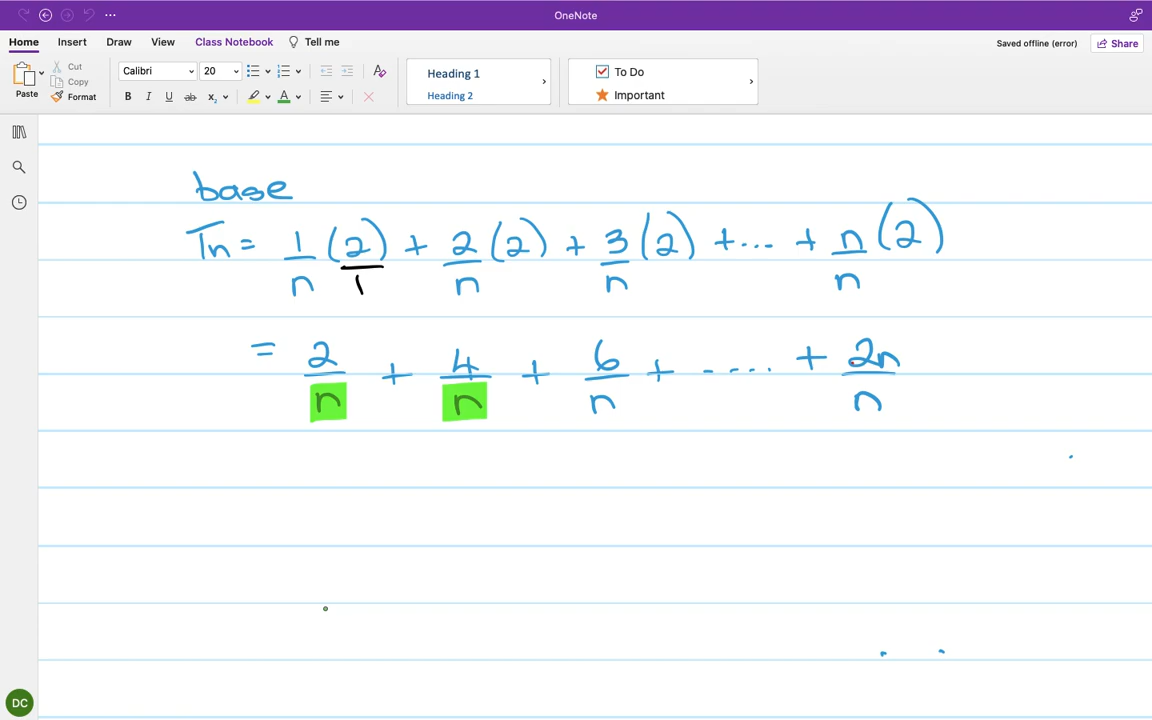 OneNote
Home Insert Draw View Class Notebook Tell me Saved offline (error) Share
Paste Cut Copy Format Calibri 20 B I U ab x₂ A Heading 1 Heading 2 To Do Important
base
Tn = 1/n (2/1) + 2/n (2) + 3/n (2) + ... + n/n (2)
= 2/n + 4/n + 6/n + ..... + 2n/n
DC